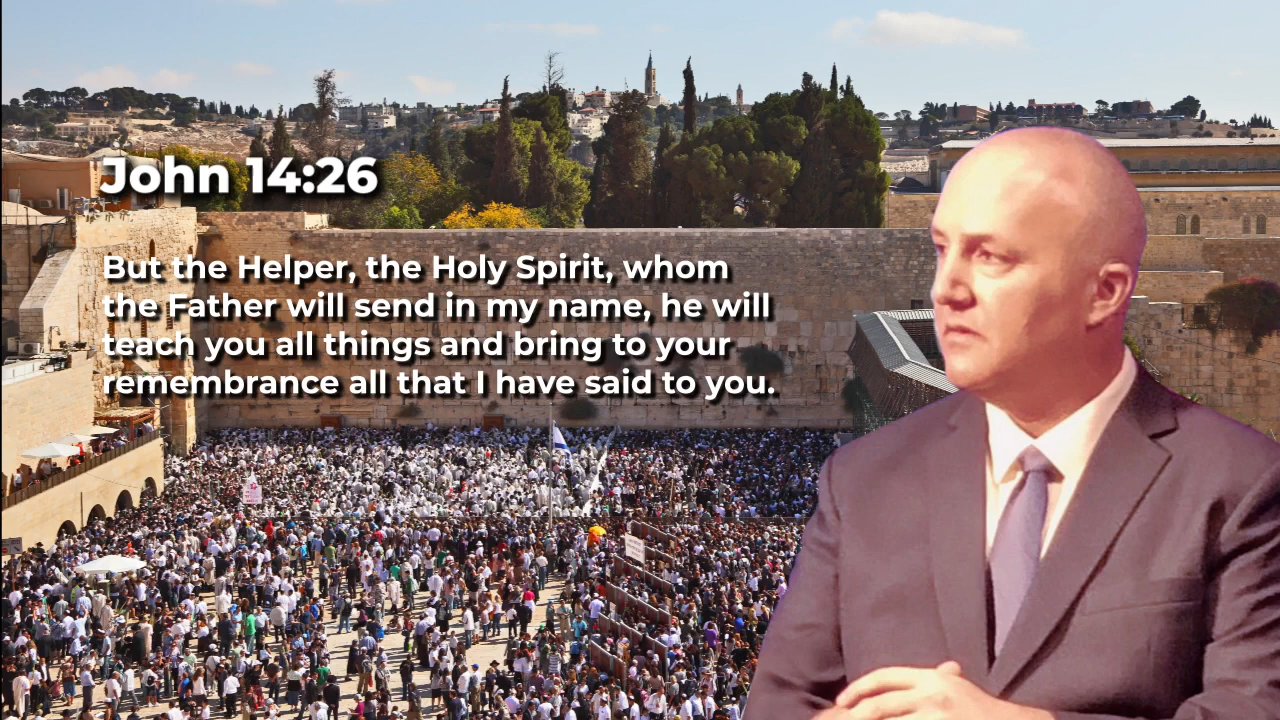 John 14:26
But the Helper, the Holy Spirit, whom
the Father will send in my name, he will
teach you all things and bring to your
remembrance all that I have said to you.